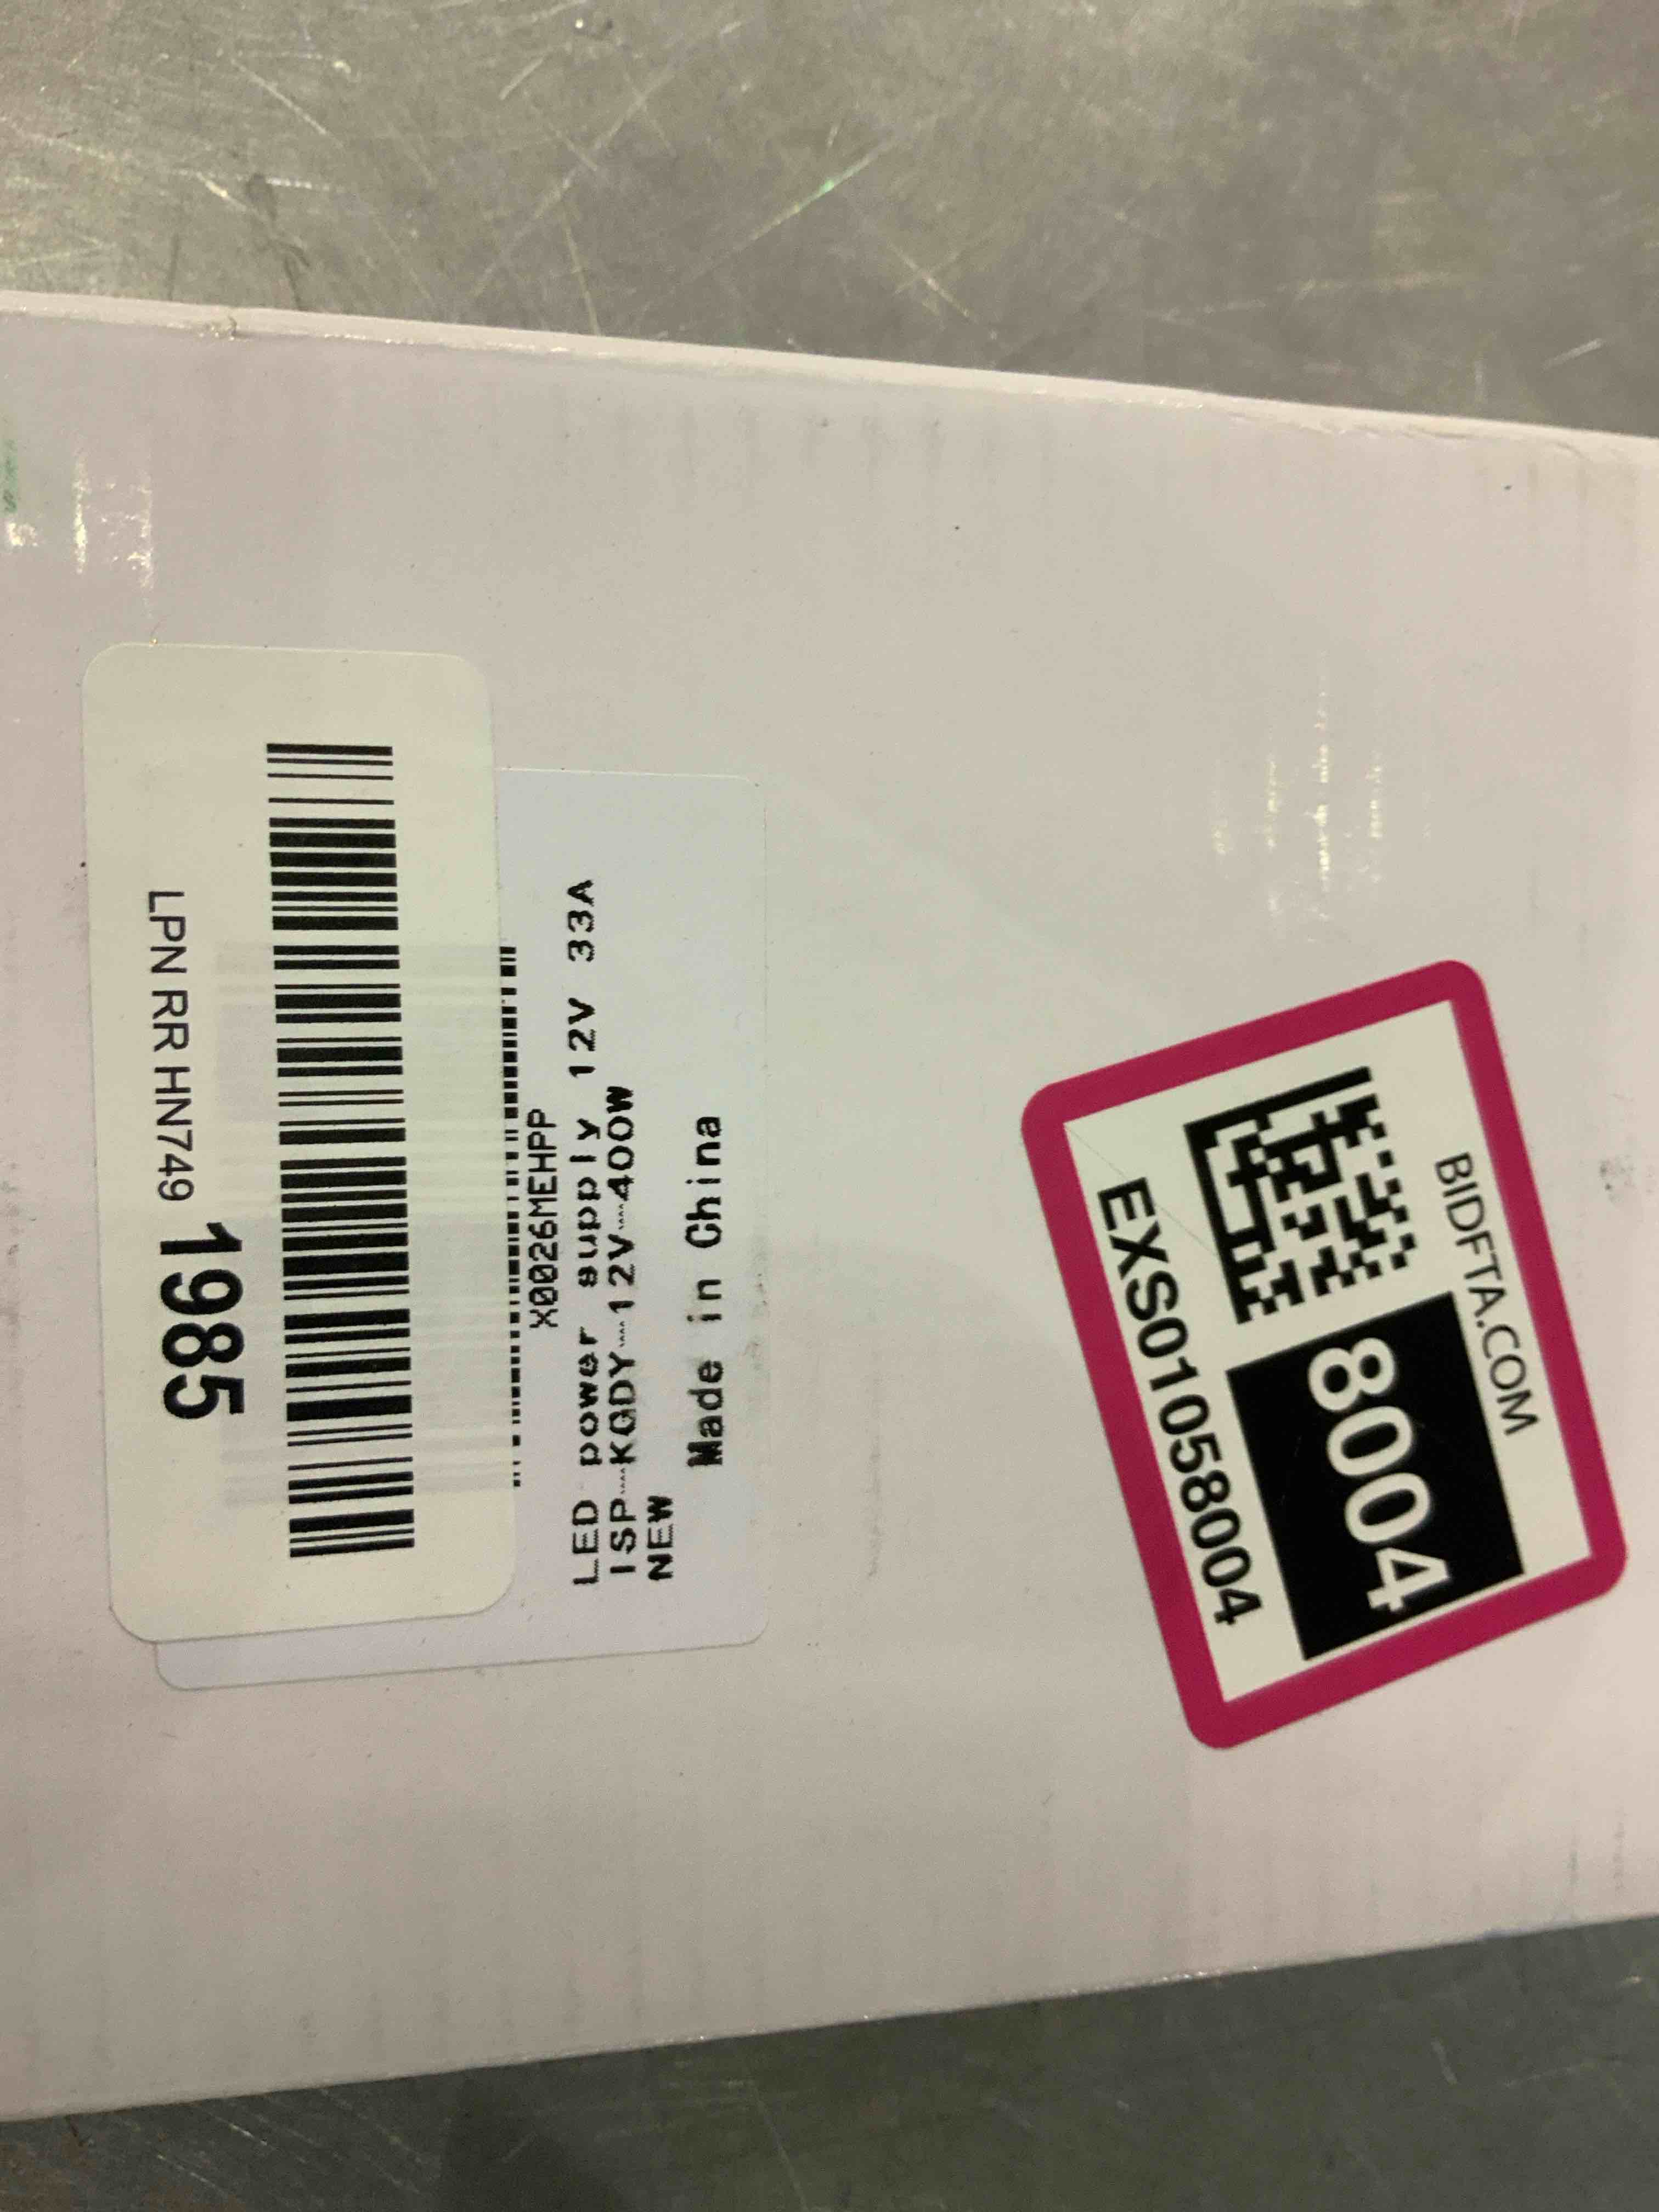 LPN RR HN749 1985
X0026MEHPP
LED power supply 12V 33A
ISP-KGDY-12V-400W
NEW
Made in China
BIDFTA.COM
8004
EXS01058004